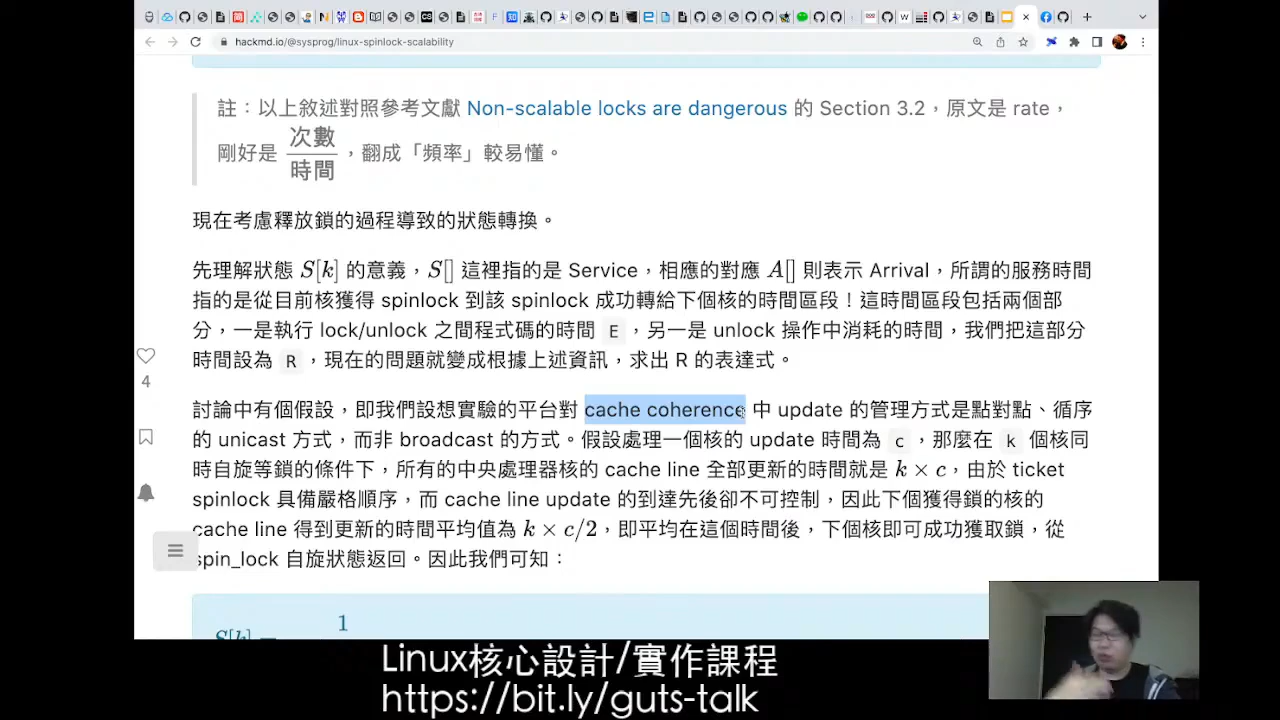 hackmd.io/@sysprog/linux-spinlock-scalability
註：以上敘述對照參考文獻 Non-scalable locks are dangerous 的 Section 3.2，原文是 rate，
剛好是 次數/時間，翻成「頻率」較易懂。
現在考慮釋放鎖的過程導致的狀態轉換。
先理解狀態 S[k] 的意義，S[] 這裡指的是 Service，相應的對應 A[] 則表示 Arrival，所謂的服務時間
指的是從目前核獲得 spinlock 到該 spinlock 成功轉給下個核的時間區段！這時間區段包括兩個部
分，一是執行 lock/unlock 之間程式碼的時間 E，另一是 unlock 操作中消耗的時間，我們把這部分
時間設為 R，現在的問題就變成根據上述資訊，求出 R 的表達式。
4
討論中有個假設，即我們設想實驗的平台對 cache coherence 中 update 的管理方式是點對點、循序
的 unicast 方式，而非 broadcast 的方式。假設處理一個核的 update 時間為 c，那麼在 k 個核同
時自旋等鎖的條件下，所有的中央處理器核的 cache line 全部更新的時間就是 k × c，由於 ticket
spinlock 具備嚴格順序，而 cache line update 的到達先後卻不可控制，因此下個獲得鎖的核的
cache line 得到更新的時間平均值為 k × c/2，即平均在這個時間後，下個核即可成功獲取鎖，從
spin_lock 自旋狀態返回。因此我們可知：
1
Linux核心設計/實作課程
https://bit.ly/guts-talk